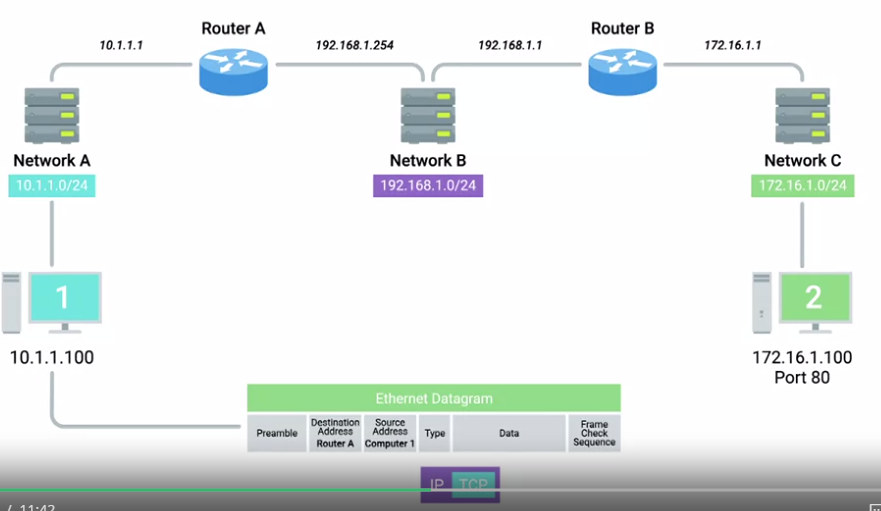 Router A
Router B
10.1.1.1
192.168.1.254
192.168.1.1
172.16.1.1
Network A
Network B
Network C
10.1.1.0/24
192.168.1.0/24
172.16.1.0/24
1
2
10.1.1.100
172.16.1.100
Port 80
Ethernet Datagram
Preamble
Destination
Address
Router A
Source
Address
Computer 1
Type
Data
Frame
Check
Sequence
IP TCP
/ 11:42